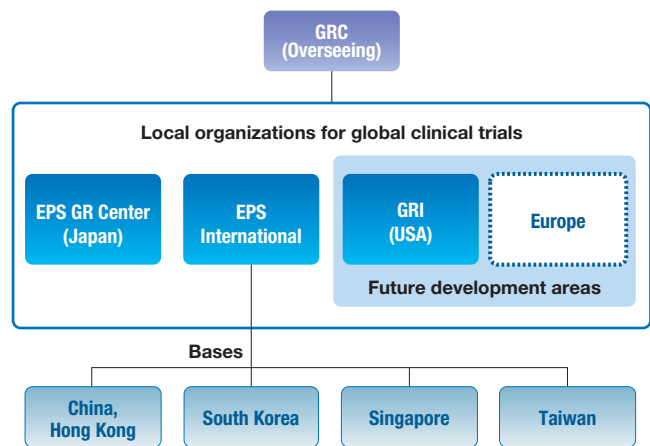 GRC
(Overseeing)
Local organizations for global clinical trials
EPS GR Center
(Japan)
EPS
International
GRI
(USA)
Europe
Future development areas
Bases
China,
Hong Kong
South Korea
Singapore
Taiwan